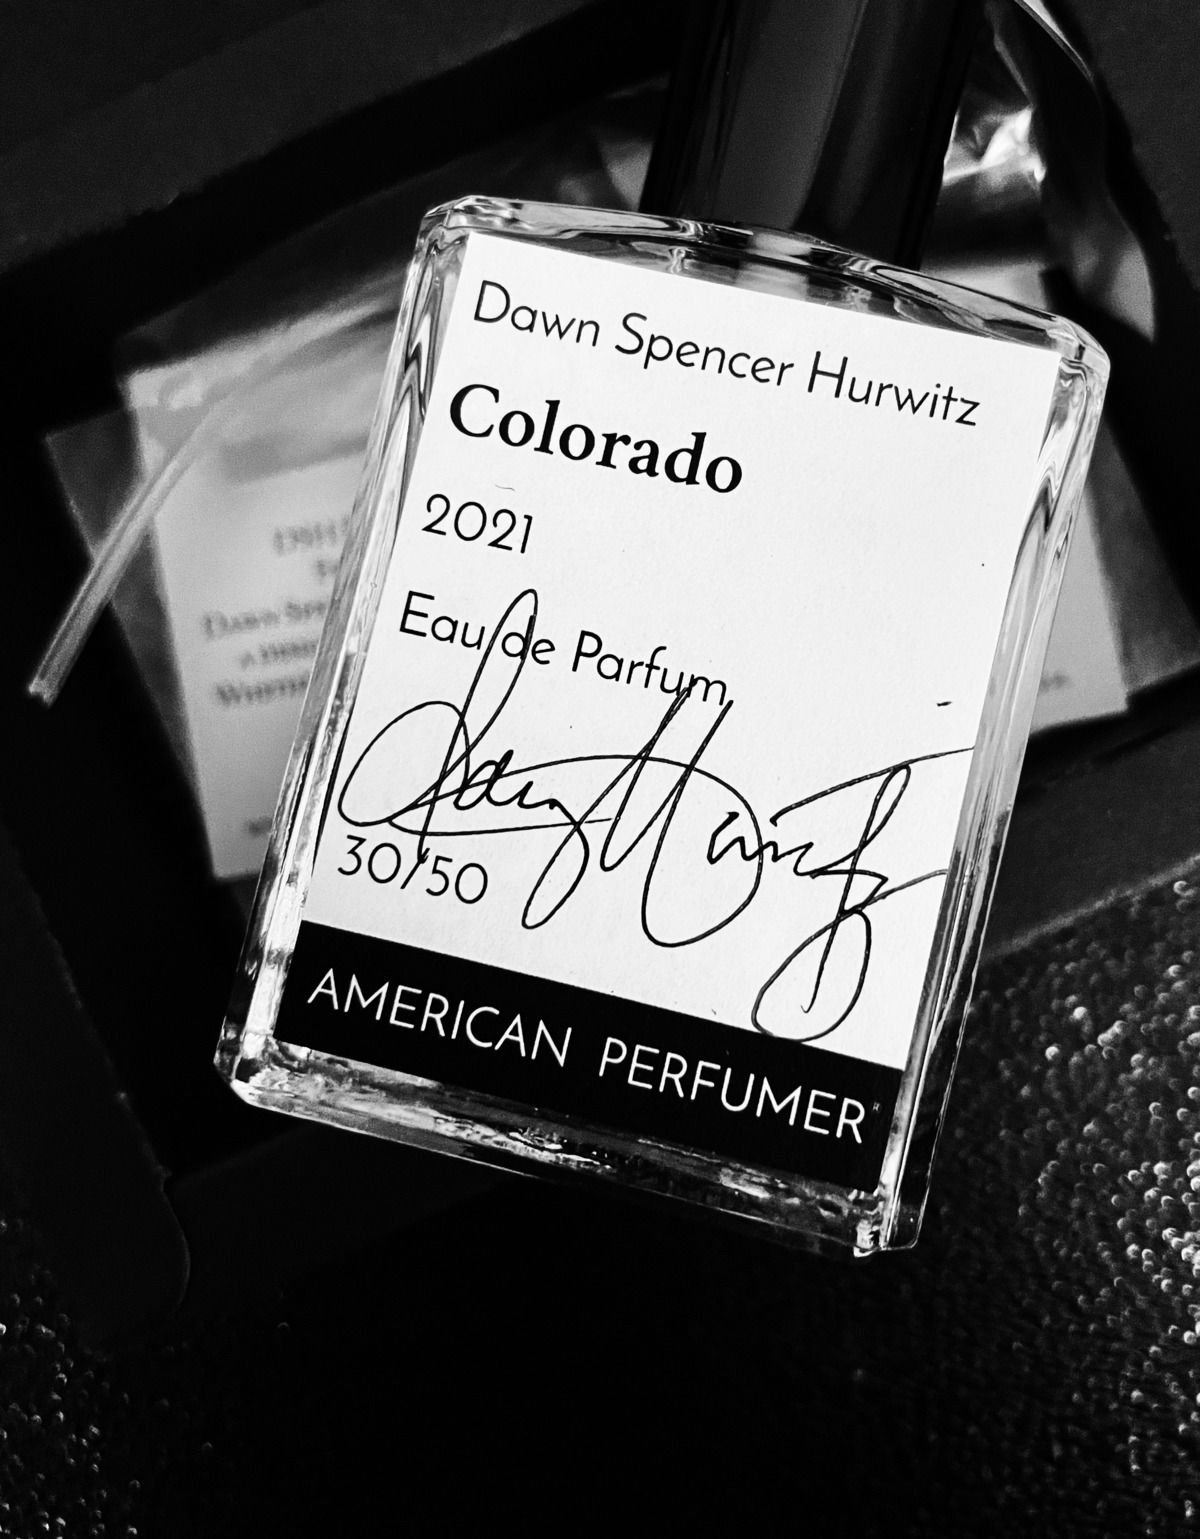 Dawn Spencer Hurwitz
Colorado
2021
Eau de Parfum
30/50
AMERICAN PERFUMER